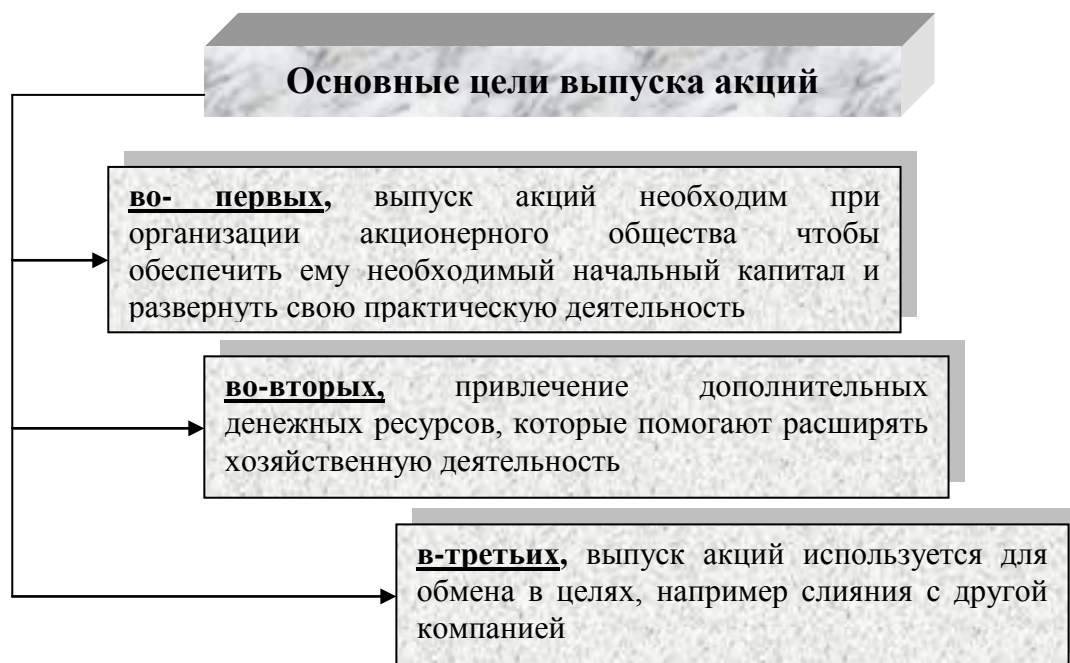 Основные цели выпуска акций
во- первых, выпуск акций необходим при
организации акционерного общества чтобы
обеспечить ему необходимый начальный капитал и
развернуть свою практическую деятельность
во-вторых, привлечение дополнительных
денежных ресурсов, которые помогают расширять
хозяйственную деятельность
в-третьих, выпуск акций используется для
обмена в целях, например слияния с другой
компанией